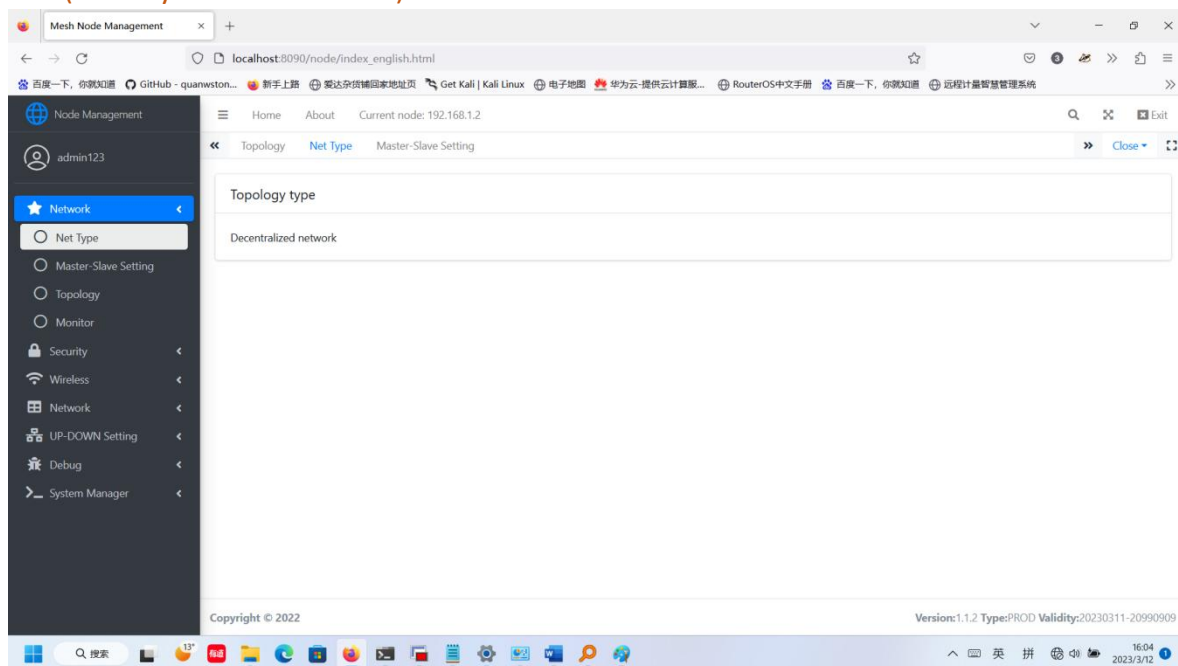 Mesh Node Management
localhost:8090/node/index_english.html
百度一下，你就知道 GitHub - quanwston... 新手上路 爱达杂货铺回家地址页 Get Kali | Kali Linux 电子地图 华为云-提供云计算服... RouterOS中文手册 百度一下，你就知道 远程计量智慧管理系统
Node Management
Home About Current node: 192.168.1.2
Exit
admin123
Topology Net Type Master-Slave Setting
Close
Topology type
Decentralized network
Network
Net Type
Master-Slave Setting
Topology
Monitor
Security
Wireless
Network
UP-DOWN Setting
Debug
System Manager
Copyright © 2022
Version:1.1.2 Type:PROD Validity:20230311-20990909
搜索
13°
英 拼
16:04
2023/3/12
1